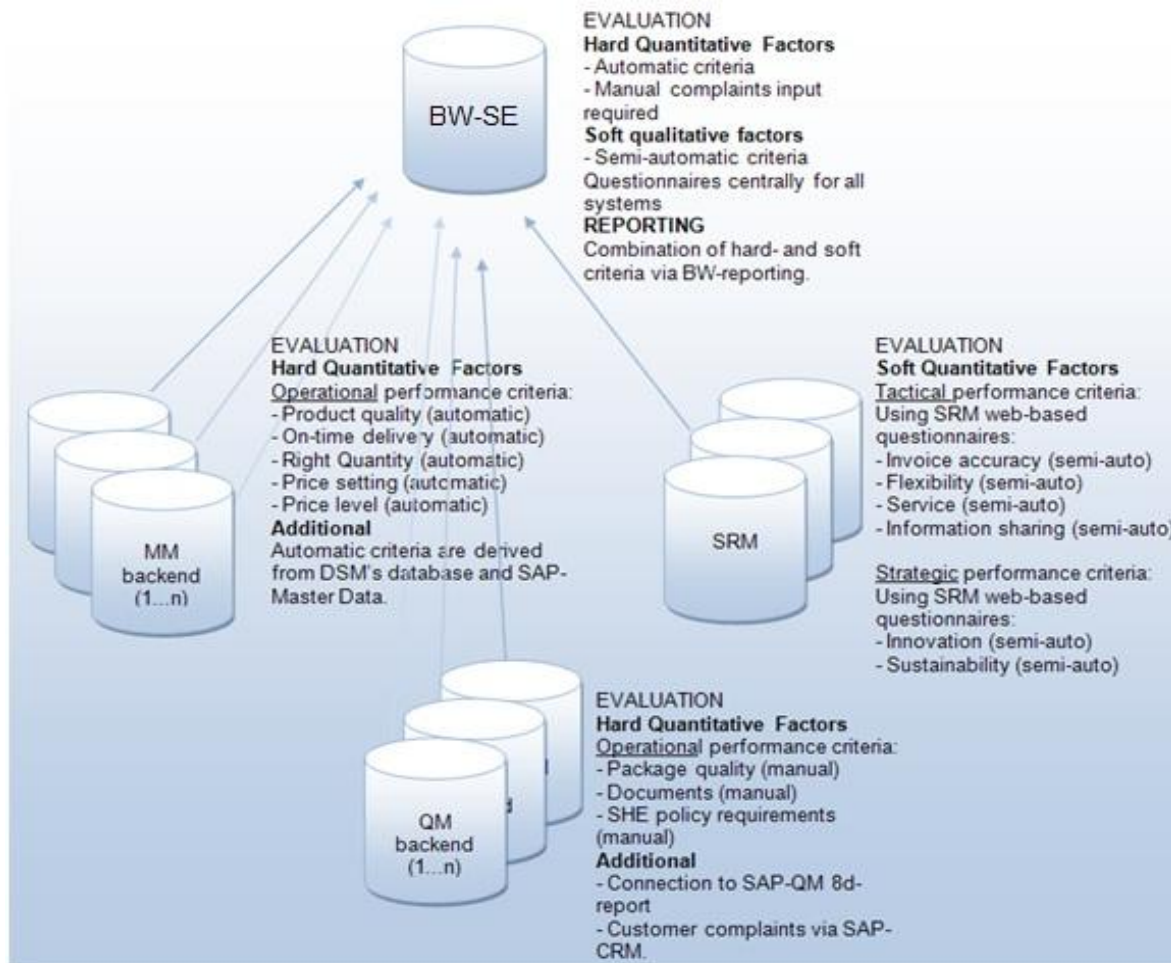 EVALUATION
Hard Quantitative Factors
- Automatic criteria
- Manual complaints input
required
Soft qualitative factors
- Semi-automatic criteria
Questionnaires centrally for all
systems
REPORTING
Combination of hard- and soft
criteria via BW-reporting.
BW-SE
EVALUATION
Hard Quantitative Factors
Operational performance criteria:
- Product quality (automatic)
- On-time delivery (automatic)
- Right Quantity (automatic)
- Price setting (automatic)
- Price level (automatic)
Additional
Automatic criteria are derived
from DSM's database and SAP-
Master Data.
MM
backend
(1...n)
EVALUATION
Soft Quantitative Factors
Tactical performance criteria:
Using SRM web-based
questionnaires:
- Invoice accuracy (semi-auto)
- Flexibility (semi-auto)
- Service (semi-auto)
- Information sharing (semi-auto)
Strategic performance criteria:
Using SRM web-based
questionnaires:
- Innovation (semi-auto)
- Sustainability (semi-auto)
SRM
EVALUATION
Hard Quantitative Factors
Operational performance criteria:
- Package quality (manual)
- Documents (manual)
- SHE policy requirements
(manual)
Additional
- Connection to SAP-QM 8d-
report
- Customer complaints via SAP-
CRM.
QM
backend
(1...n)